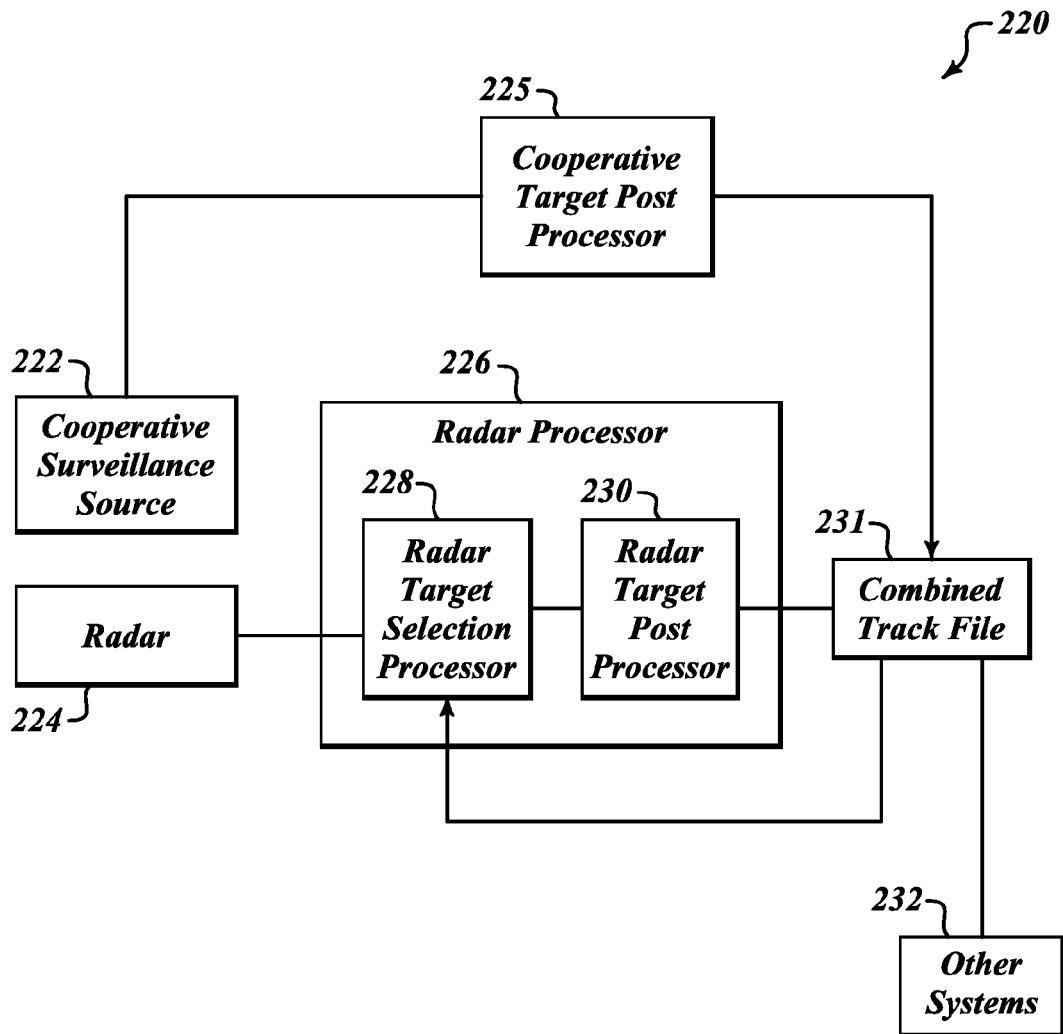 220
225
Cooperative
Target Post
Processor
222
Cooperative
Surveillance
Source
226
Radar Processor
228
Radar
Target
Selection
Processor
230
Radar
Target
Post
Processor
231
Combined
Track File
Radar
224
232
Other
Systems